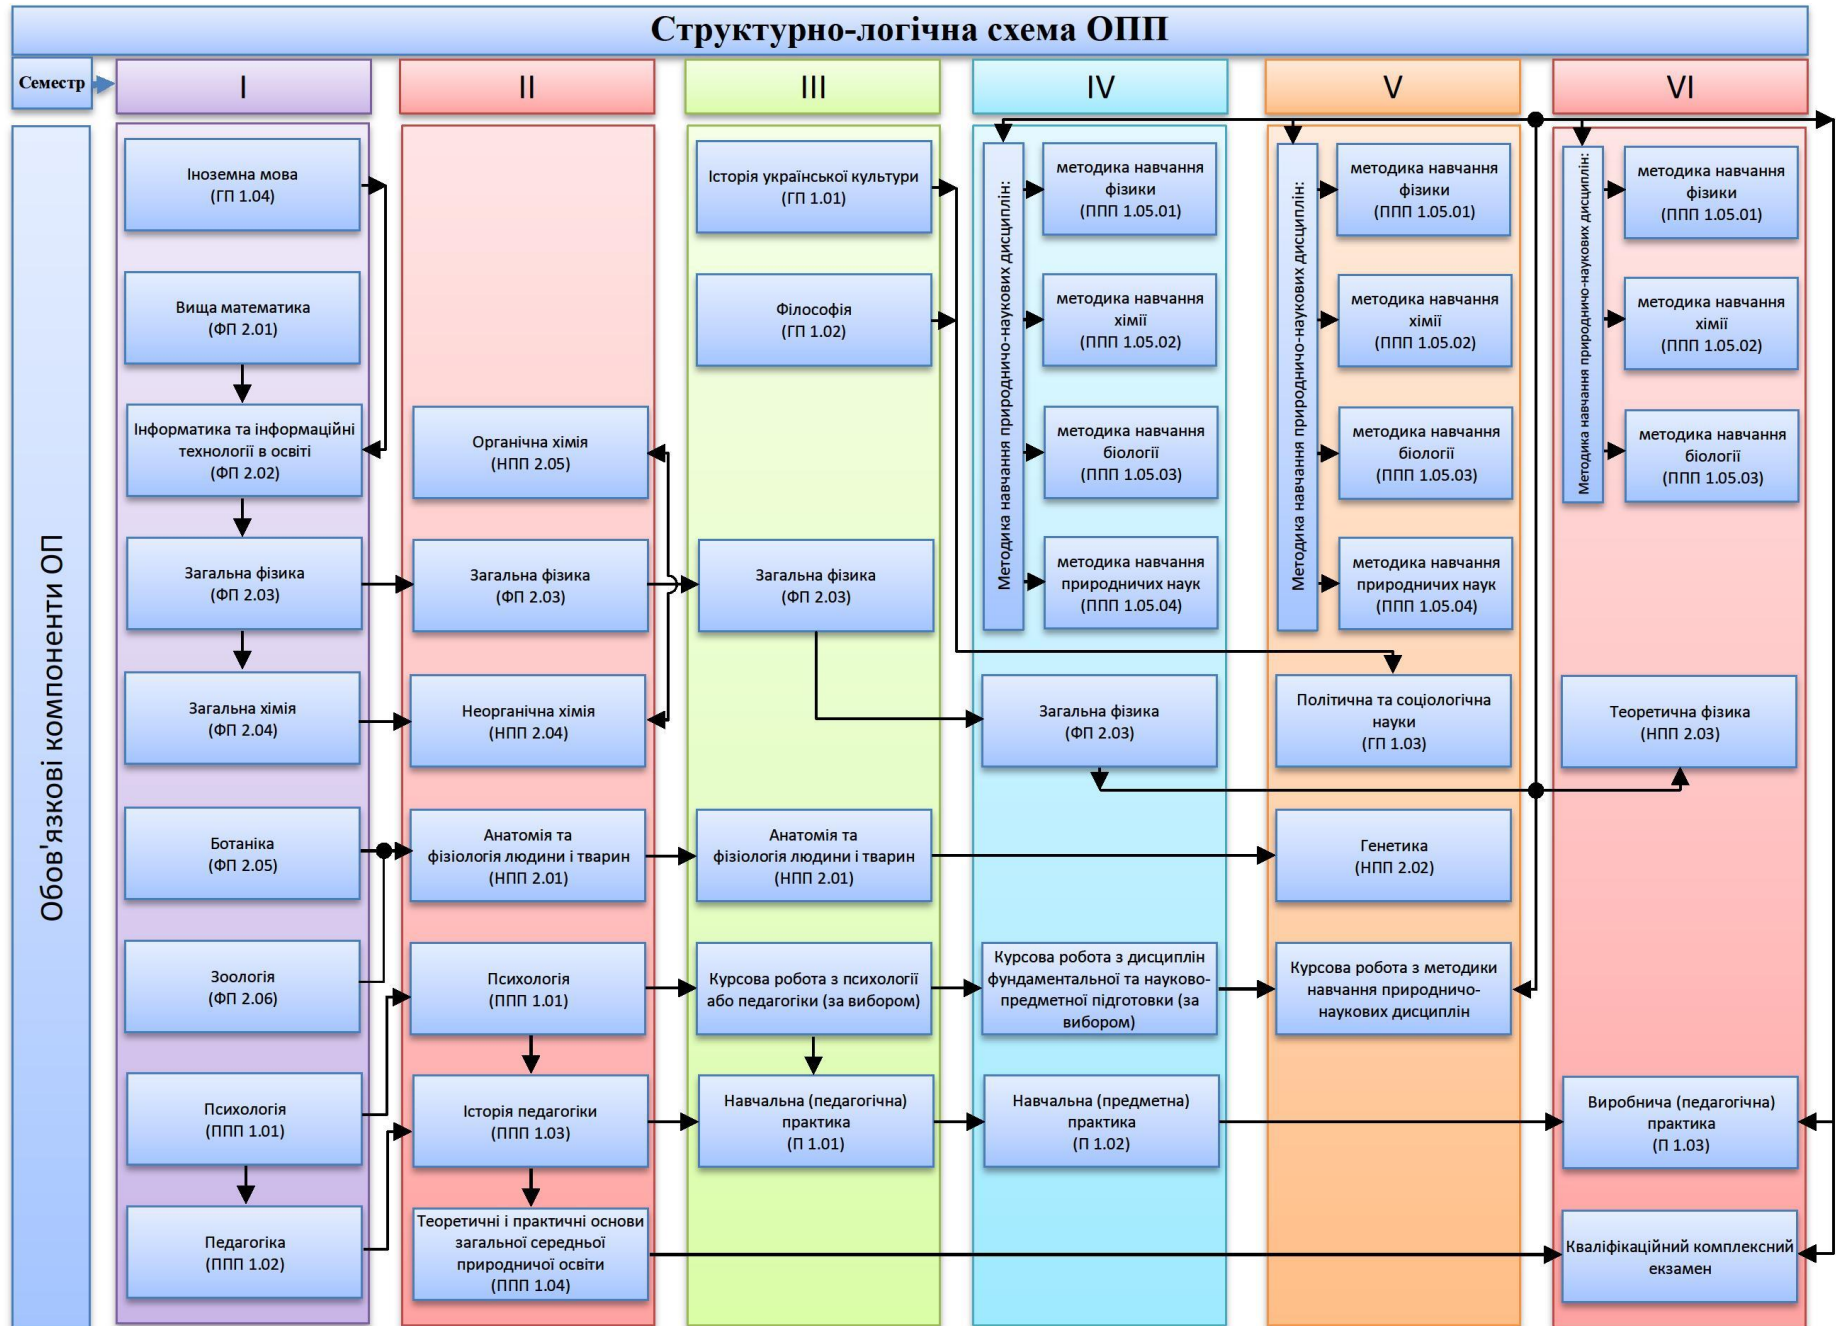 Структурно-логічна схема ОПП
Семестр
I
II
III
IV
V
VI
Обов'язкові компоненти ОП
Іноземна мова
(ГП 1.04)
Вища математика
(ФП 2.01)
Інформатика та інформаційні
технології в освіті
(ФП 2.02)
Загальна фізика
(ФП 2.03)
Загальна хімія
(ФП 2.04)
Ботаніка
(ФП 2.05)
Зоологія
(ФП 2.06)
Психологія
(ППП 1.01)
Педагогіка
(ППП 1.02)
Органічна хімія
(НПП 2.05)
Загальна фізика
(ФП 2.03)
Неорганічна хімія
(НПП 2.04)
Анатомія та
фізіологія людини і тварин
(НПП 2.01)
Психологія
(ППП 1.01)
Історія педагогіки
(ППП 1.03)
Теоретичні і практичні основи
загальної середньої
природничої освіти
(ППП 1.04)
Історія української культури
(ГП 1.01)
Філософія
(ГП 1.02)
Загальна фізика
(ФП 2.03)
Анатомія та
фізіологія людини і тварин
(НПП 2.01)
Курсова робота з психології
або педагогіки (за вибором)
Навчальна (педагогічна)
практика
(П 1.01)
Методика навчання природничо-наукових дисциплін:
методика навчання
фізики
(ППП 1.05.01)
методика навчання
хімії
(ППП 1.05.02)
методика навчання
біології
(ППП 1.05.03)
методика навчання
природничих наук
(ППП 1.05.04)
Загальна фізика
(ФП 2.03)
Курсова робота з дисциплін
фундаментальної та науково-
предметної підготовки (за
вибором)
Навчальна (предметна)
практика
(П 1.02)
Методика навчання природничо-наукових дисциплін:
методика навчання
фізики
(ППП 1.05.01)
методика навчання
хімії
(ППП 1.05.02)
методика навчання
біології
(ППП 1.05.03)
методика навчання
природничих наук
(ППП 1.05.04)
Політична та соціологічна
науки
(ГП 1.03)
Генетика
(НПП 2.02)
Курсова робота з методики
навчання природничо-
наукових дисциплін
Методика навчання природничо-наукових дисциплін:
методика навчання
фізики
(ППП 1.05.01)
методика навчання
хімії
(ППП 1.05.02)
методика навчання
біології
(ППП 1.05.03)
Теоретична фізика
(НПП 2.03)
Виробнича (педагогічна)
практика
(П 1.03)
Кваліфікаційний комплексний
екзамен